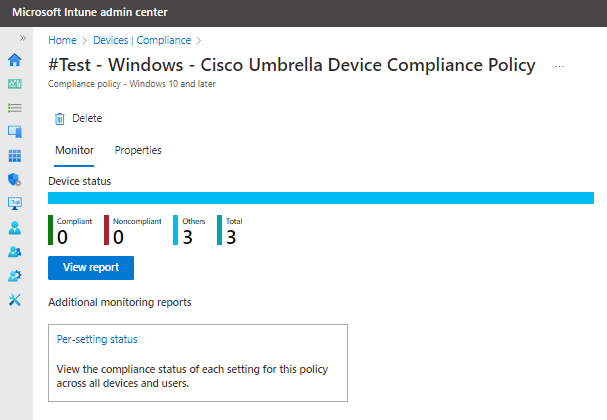 Microsoft Intune admin center
»
Home > Devices | Compliance >
#Test - Windows - Cisco Umbrella Device Compliance Policy ...
Compliance policy - Windows 10 and later
Delete
Monitor Properties
Device status
Compliant Noncompliant Others Total
0 0 3 3
View report
Additional monitoring reports
Per-setting status
View the compliance status of each setting for this policy
across all devices and users.